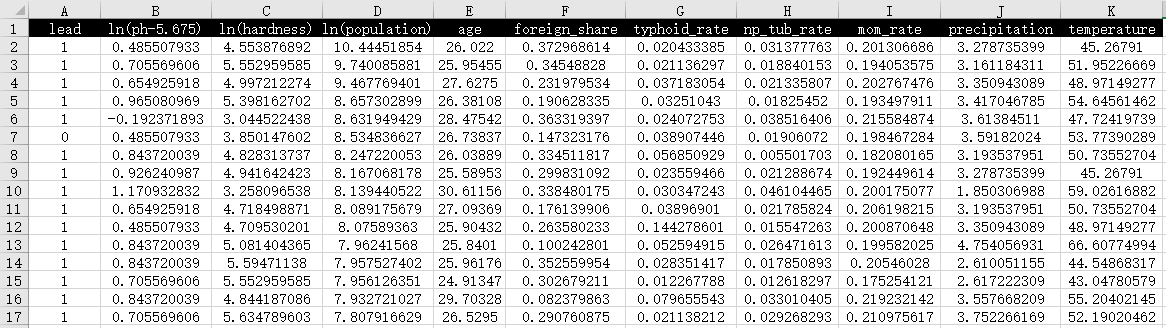 A B C D E F G H I J K
1 lead ln(ph-5.675) ln(hardness) ln(population) age foreign_share typhoid_rate np_tub_rate mom_rate precipitation temperature
2 1 0.485507933 4.553876892 10.44451854 26.022 0.372968614 0.020433385 0.031377763 0.201306686 3.278735399 45.26791
3 1 0.705569606 5.552959585 9.740085881 25.95455 0.34548828 0.021136297 0.018840153 0.194053575 3.161184311 51.95226669
4 1 0.654925918 4.997212274 9.467769401 27.6275 0.231979534 0.037183054 0.021335807 0.202767476 3.350943089 48.97149277
5 1 0.965080969 5.398162702 8.657302899 26.38108 0.190628335 0.03251043 0.01825452 0.193497911 3.417046785 54.64561462
6 1 -0.192371893 3.044522438 8.631949429 28.47542 0.363319397 0.024072753 0.038516406 0.215584874 3.61384511 47.72419739
7 0 0.485507933 3.850147602 8.534836627 26.73837 0.147323176 0.038907446 0.01906072 0.198467284 3.59182024 53.77390289
8 1 0.843720039 4.828313737 8.247220053 26.03889 0.334511817 0.056850929 0.005501703 0.182080165 3.193537951 50.73552704
9 1 0.926240987 4.941642423 8.167068178 25.58953 0.299831092 0.023559466 0.021288674 0.192449614 3.278735399 45.26791
10 1 1.170932832 3.258096538 8.139440522 30.61156 0.338480175 0.030347243 0.046104465 0.200175077 1.850306988 59.02616882
11 1 0.654925918 4.718498871 8.089175679 27.09369 0.176139906 0.03896901 0.021785824 0.206198215 3.193537951 50.73552704
12 1 0.485507933 4.709530201 8.07589363 25.90432 0.263580233 0.144278601 0.015547263 0.200870648 3.350943089 48.97149277
13 1 0.843720039 5.081404365 7.96241568 25.8401 0.100242801 0.052594915 0.026471613 0.199582025 4.754056931 66.60774994
14 1 0.843720039 5.59471138 7.957527402 25.96176 0.352559954 0.028351417 0.017850893 0.20546028 2.610051155 44.54868317
15 1 0.705569606 5.552959585 7.956126351 24.91347 0.302679211 0.012267788 0.012618297 0.175254121 2.617222309 43.04780579
16 1 0.843720039 4.844187086 7.932721027 29.70328 0.082379863 0.079655543 0.033010405 0.219232142 3.557668209 55.20402145
17 1 0.705569606 5.634789603 7.807916629 26.5295 0.290760875 0.021138212 0.029268293 0.210975617 3.752266169 52.19020462